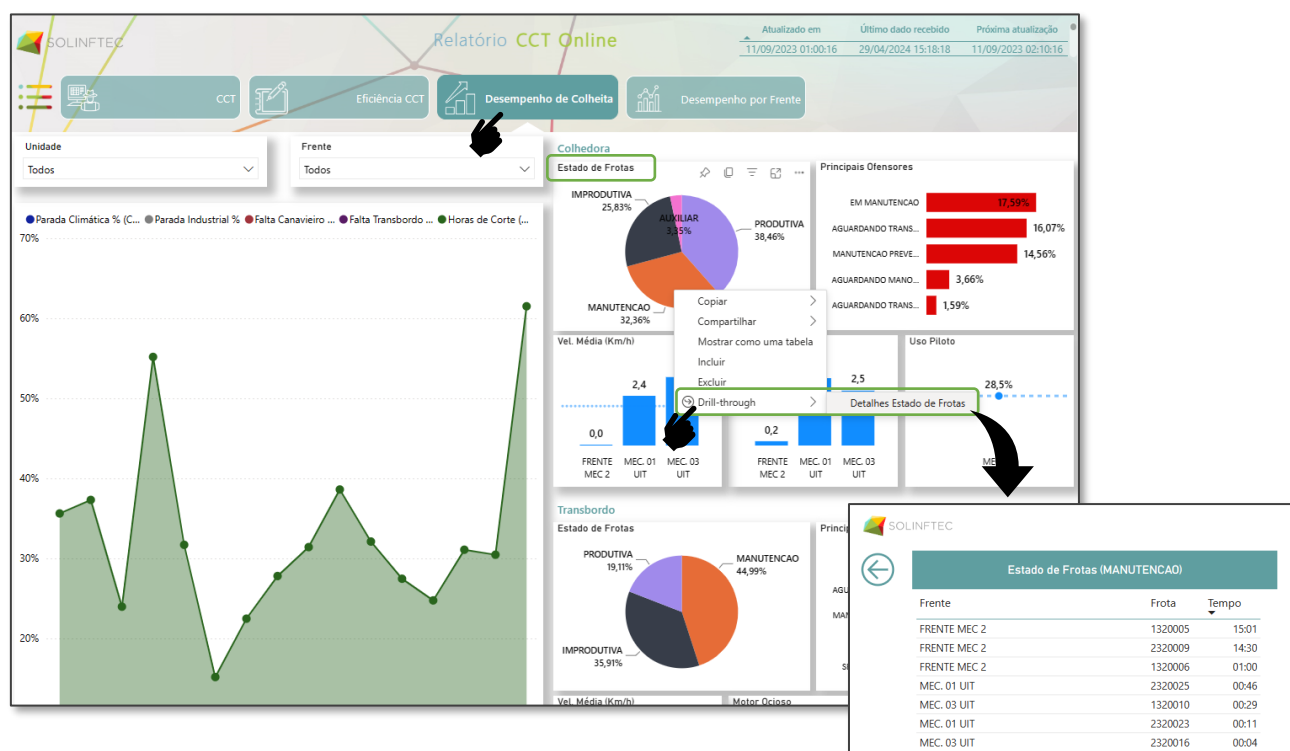 SOLINFTEC
Relatório CCT Online
Atualizado em Último dado recebido Próxima atualização
11/09/2023 01:00:16 29/04/2024 15:18:18 11/09/2023 02:10:16
CCT
Eficiência CCT
Desempenho de Colheita
Desempenho por Frente
Unidade
Todos
Frente
Todos
Parada Climática % (C... Parada Industrial % Falta Canavieiro ... Falta Transbordo ... Horas de Corte (...
70%
60%
50%
40%
30%
20%
Colhedora
Estado de Frotas
IMPRODUTIVA
25,83%
AUXILIAR
3,35%
PRODUTIVA
38,46%
MANUTENCAO
32,36%
Principais Ofensores
EM MANUTENCAO 17,59%
AGUARDANDO TRANS... 16,07%
MANUTENCAO PREVE... 14,56%
AGUARDANDO MANO... 3,66%
AGUARDANDO TRANS... 1,59%
Copiar
Compartilhar
Mostrar como uma tabela
Incluir
Excluir
Drill-through
Detalhes Estado de Frotas
Vel. Média (Km/h)
0,0
2,4
FRENTE MEC. 01 MEC. 03
MEC 2 UIT UIT
0,2
2,5
FRENTE MEC. 01 MEC. 03
MEC 2 UIT UIT
Uso Piloto
28,5%
Transbordo
Estado de Frotas
PRODUTIVA
19,11%
MANUTENCAO
44,99%
IMPRODUTIVA
35,91%
Vel. Média (Km/h)
Motor Ocioso
SOLINFTEC
Estado de Frotas (MANUTENCAO)
Frente Frota Tempo
FRENTE MEC 2 1320005 15:01
FRENTE MEC 2 2320009 14:30
FRENTE MEC 2 1320006 01:00
MEC. 01 UIT 2320025 00:46
MEC. 03 UIT 1320010 00:29
MEC. 01 UIT 2320023 00:11
MEC. 03 UIT 2320016 00:04